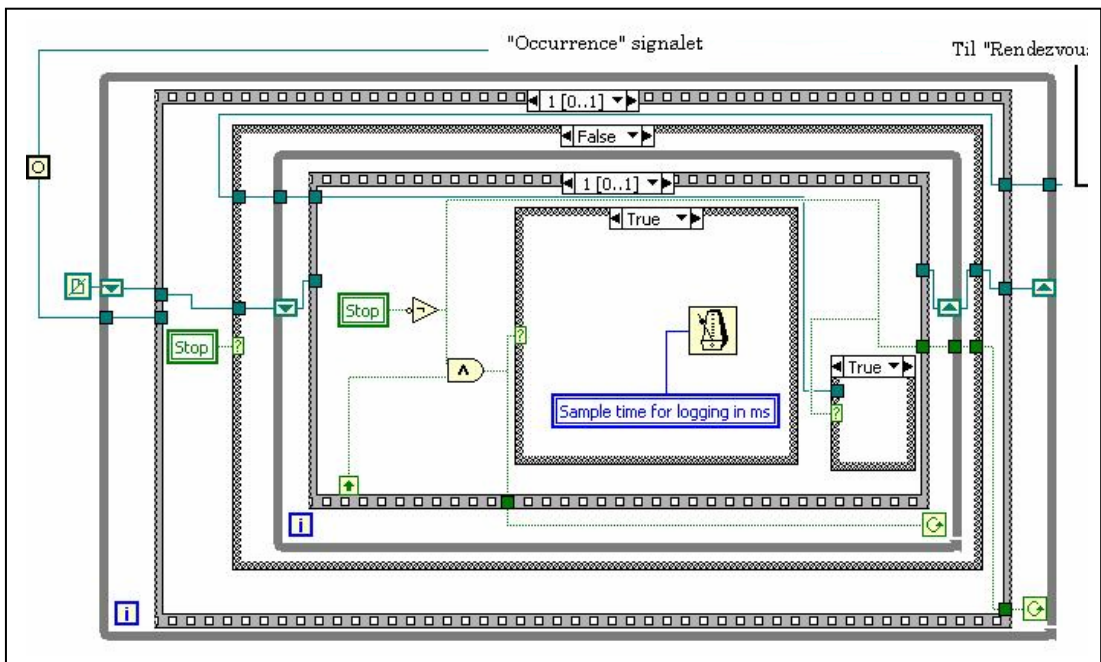 "Occurrence" signalet
Til "Rendezvou
1 [0..1]
False
1 [0..1]
True
Stop
Stop
True
Sample time for logging in ms
i
i